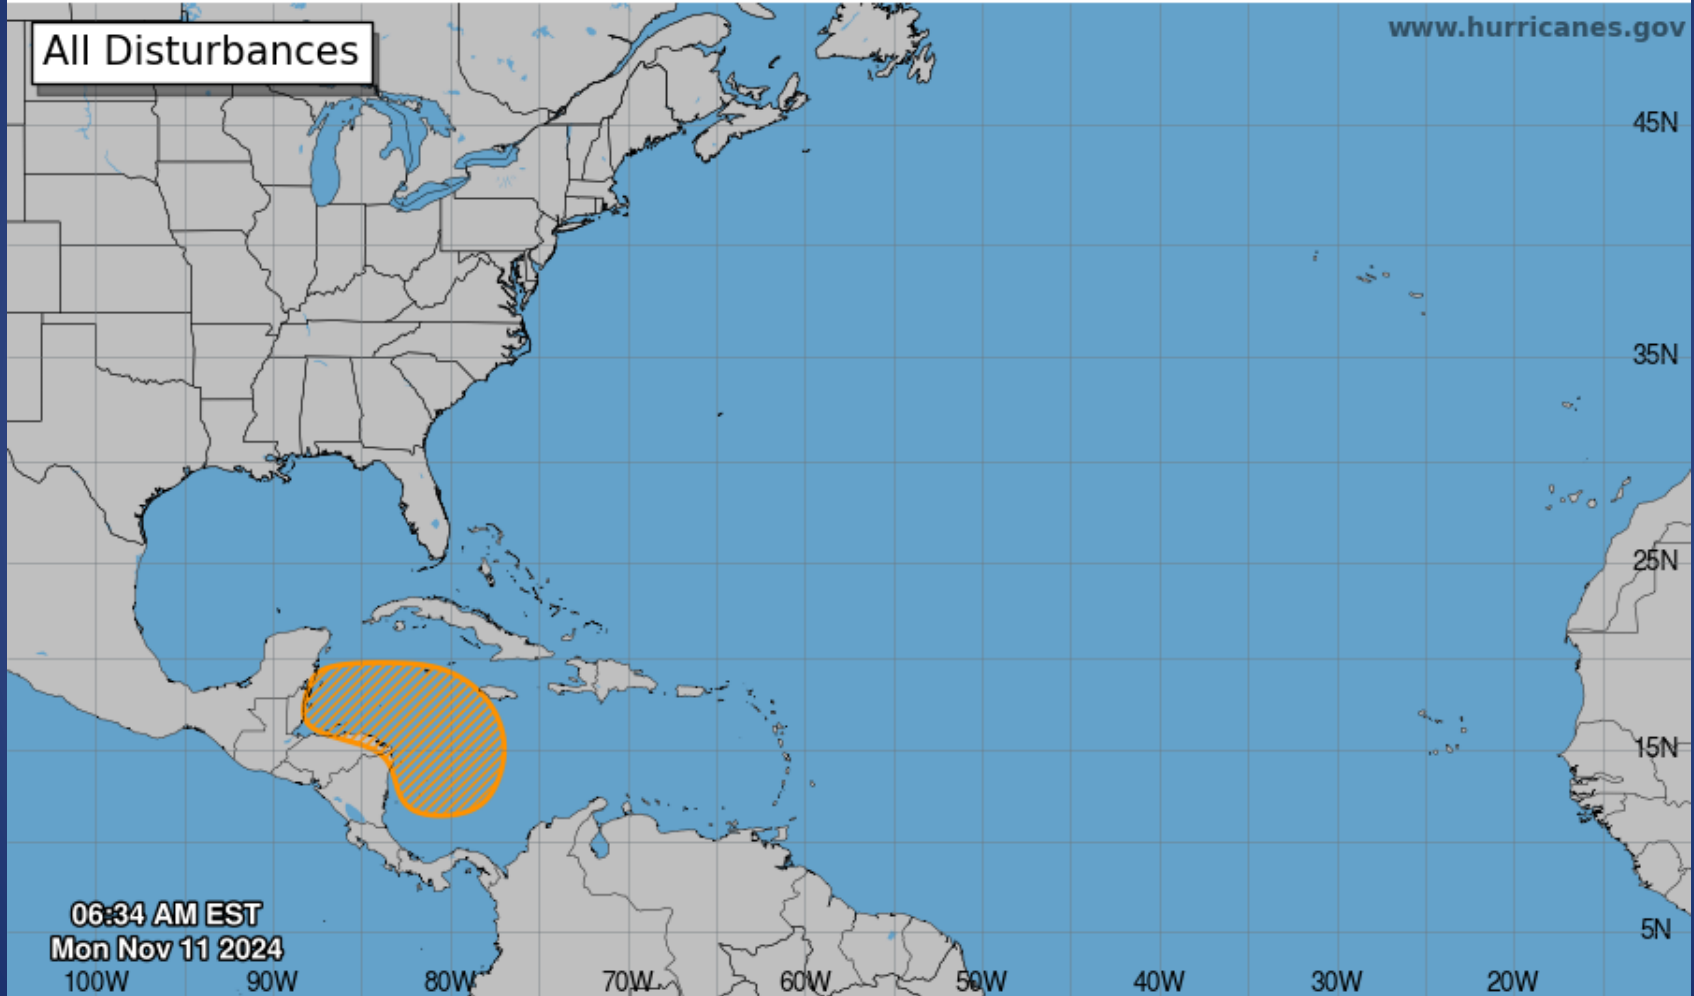 All Disturbances
www.hurricanes.gov
45N
35N
25N
15N
5N
06:34 AM EST
Mon Nov 11 2024
100W 90W 80W 70W 60W 50W 40W 30W 20W